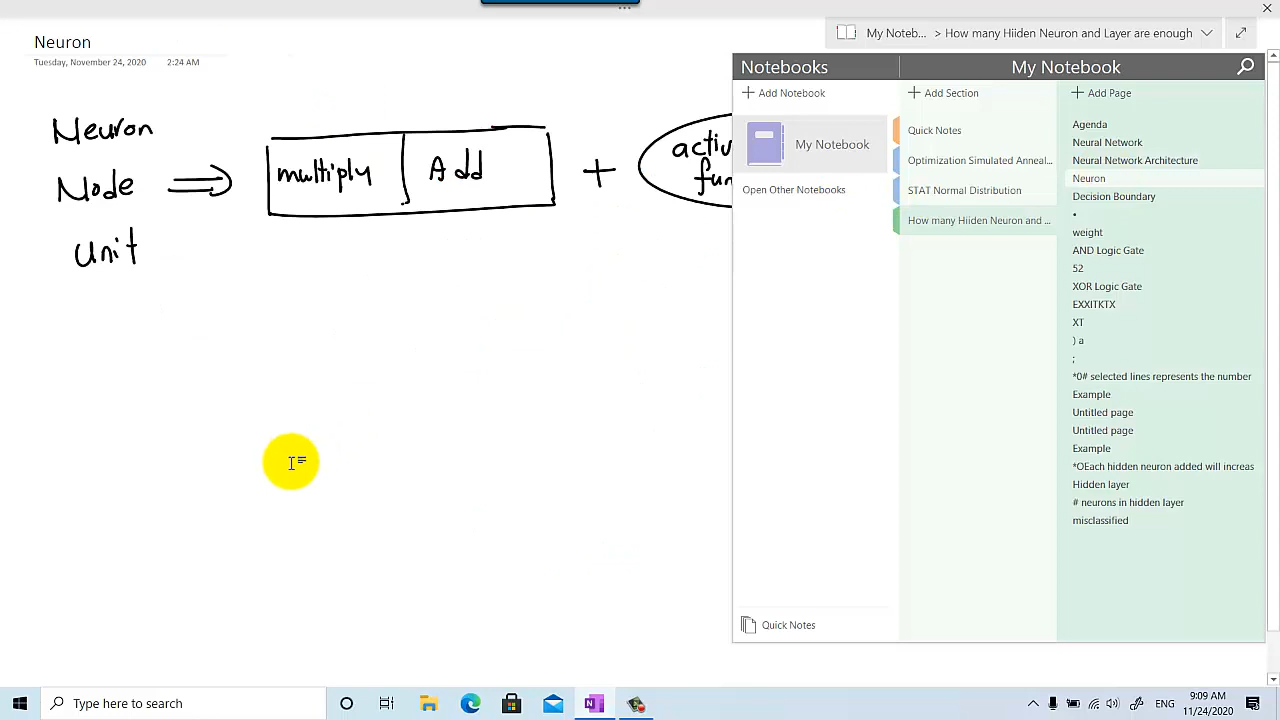 Neuron
Tuesday, November 24, 2020 2:24 AM
Neuron
Node
Unit
multiply Add
+
My Noteb... > How many Hiiden Neuron and Layer are enough
Notebooks
My Notebook
+ Add Notebook
My Notebook
Open Other Notebooks
Quick Notes
+ Add Section
Quick Notes
Optimization Simulated Anneal...
STAT Normal Distribution
How many Hiiden Neuron and ...
+ Add Page
Agenda
Neural Network
Neural Network Architecture
Neuron
Decision Boundary
•
weight
AND Logic Gate
52
XOR Logic Gate
EXXITKTX
XT
) a
;
*0# selected lines represents the number
Example
Untitled page
Untitled page
Example
*OEach hidden neuron added will increas
Hidden layer
# neurons in hidden layer
misclassified
Type here to search
ENG
9:09 AM
11/24/2020